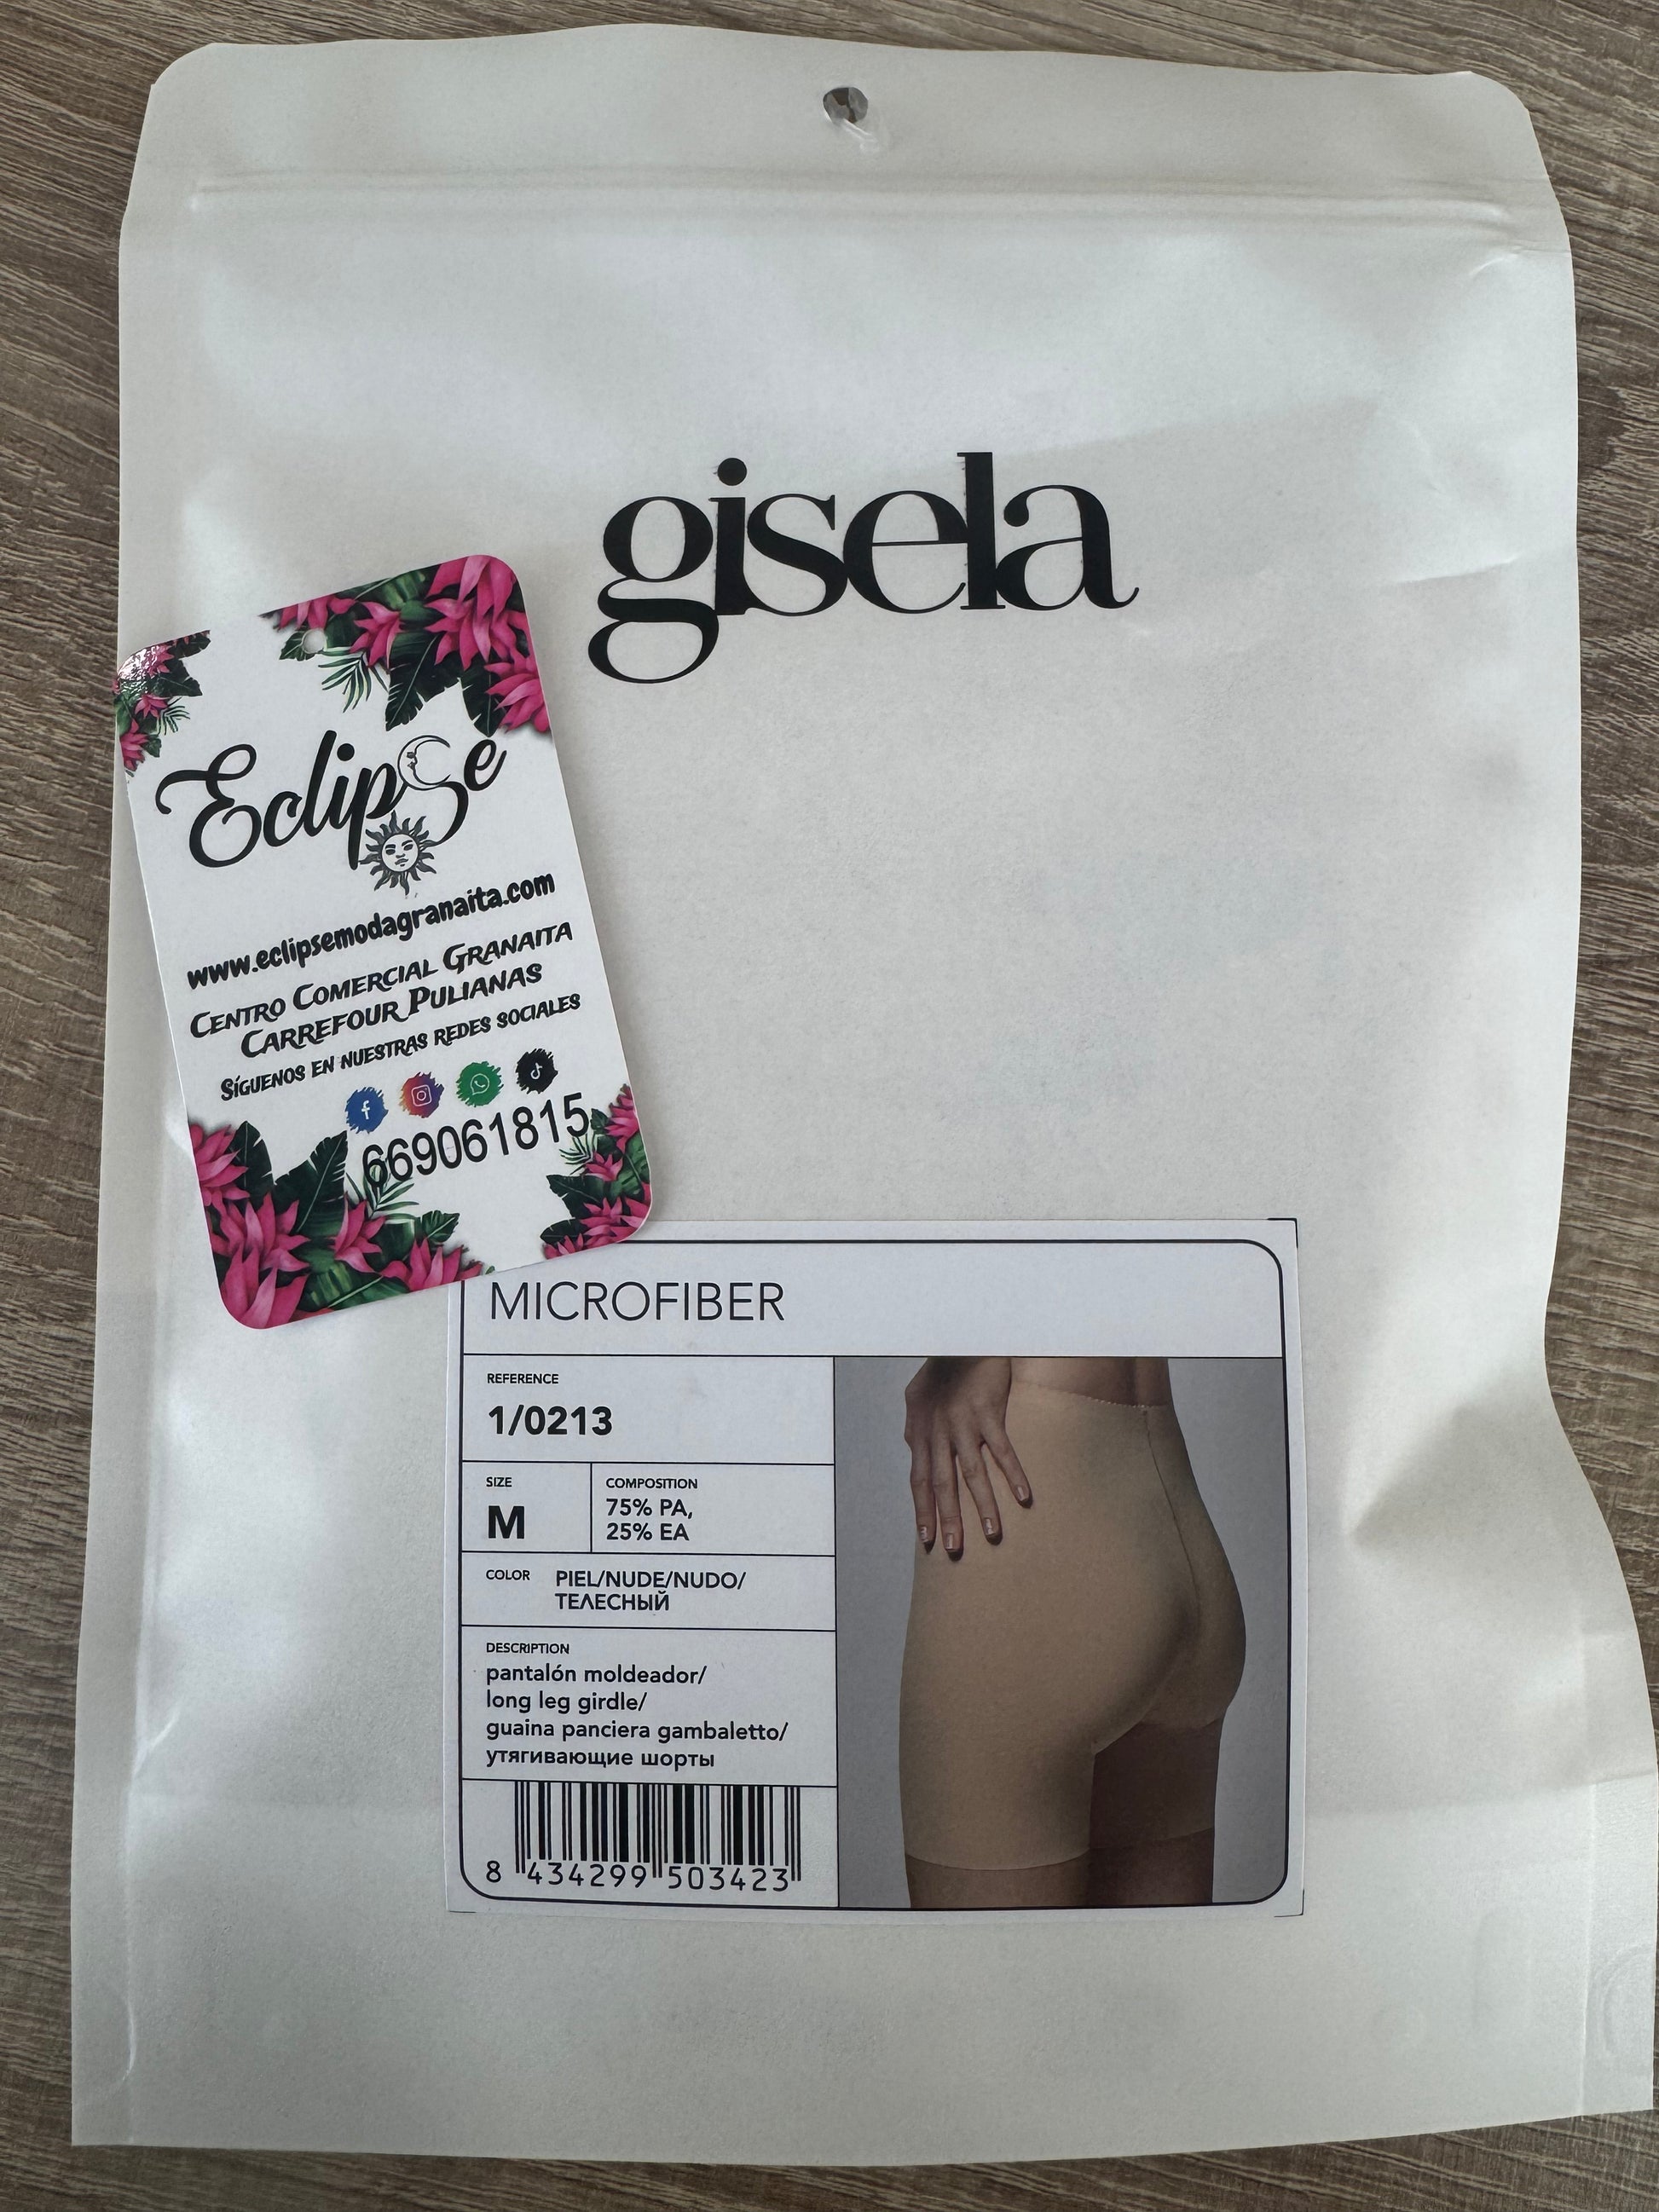 gisela
Eclipse
www.eclipsemodagranaita.com
CENTRO COMERCIAL GRANAITA
CARREFOUR PULIANAS
SÍGUENOS EN NUESTRAS REDES SOCIALES
669061815
MICROFIBER
REFERENCE
1/0213
SIZE
M
COMPOSITION
75% PA,
25% EA
COLOR PIEL/NUDE/NUDO/
ТЕЛЕСНЫЙ
DESCRIPTION
pantalón moldeador/
long leg girdle/
guaina panciera gambaletto/
утягивающие шорты
8 434299 503423